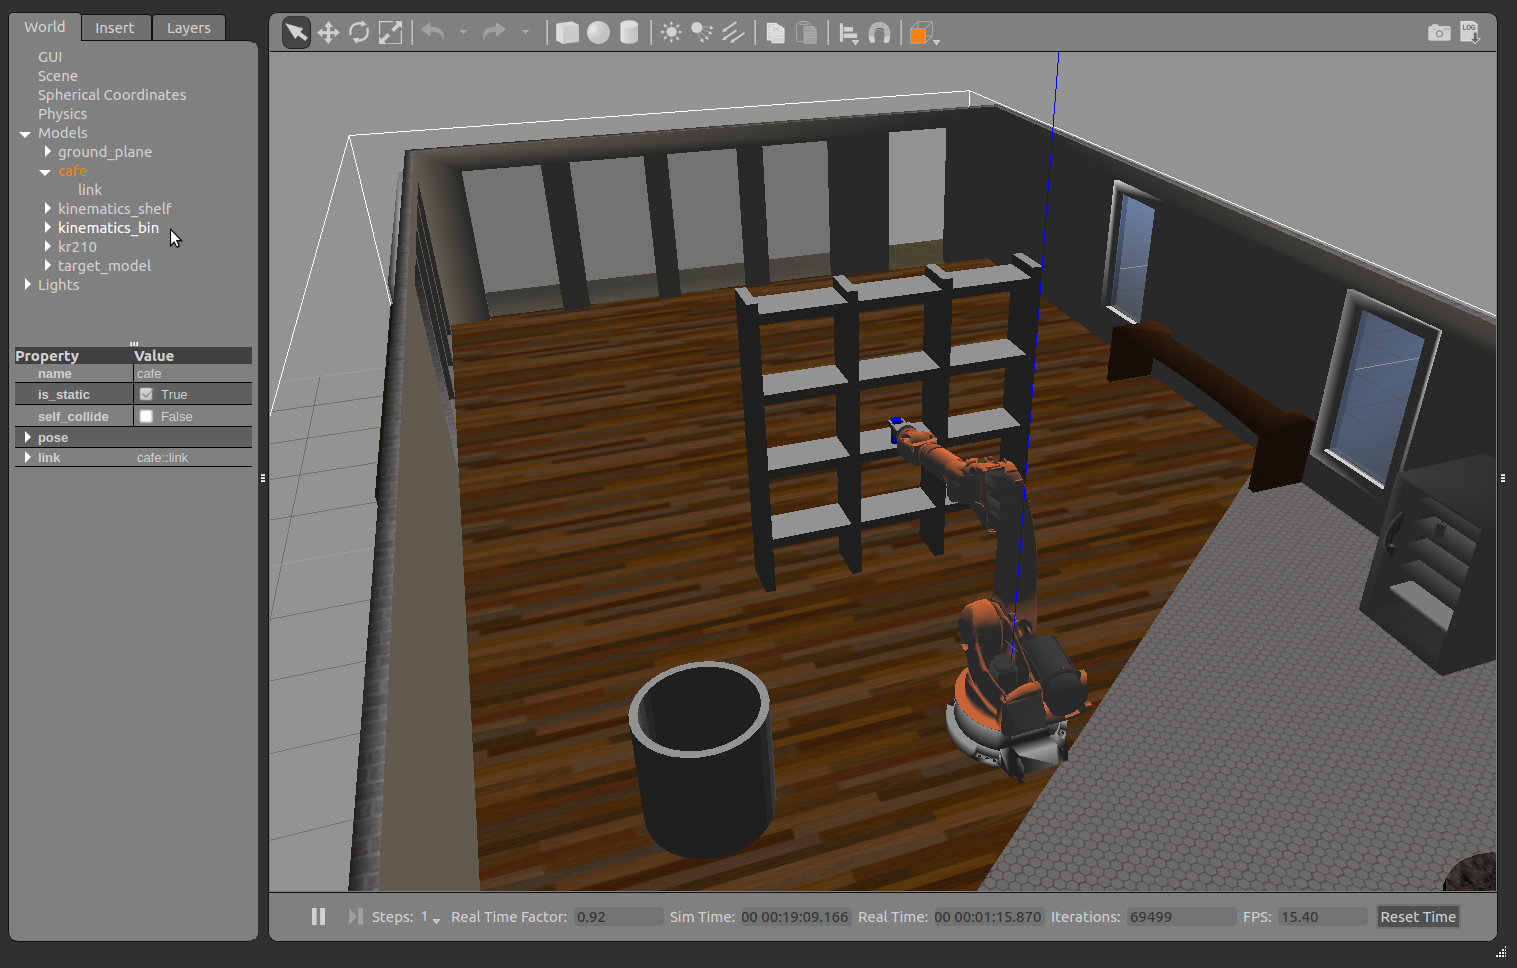 World Insert Layers
LOG
GUI
Scene
Spherical Coordinates
Physics
Models
ground_plane
cafe
link
kinematics_shelf
kinematics_bin
kr210
target_model
Lights
Property Value
name cafe
is_static True
self_collide False
pose
link cafe::link
Steps: 1 Real Time Factor: 0.92 Sim Time: 00 00:19:09.166 Real Time: 00 00:01:15.870 Iterations: 69499 FPS: 15.40 Reset Time